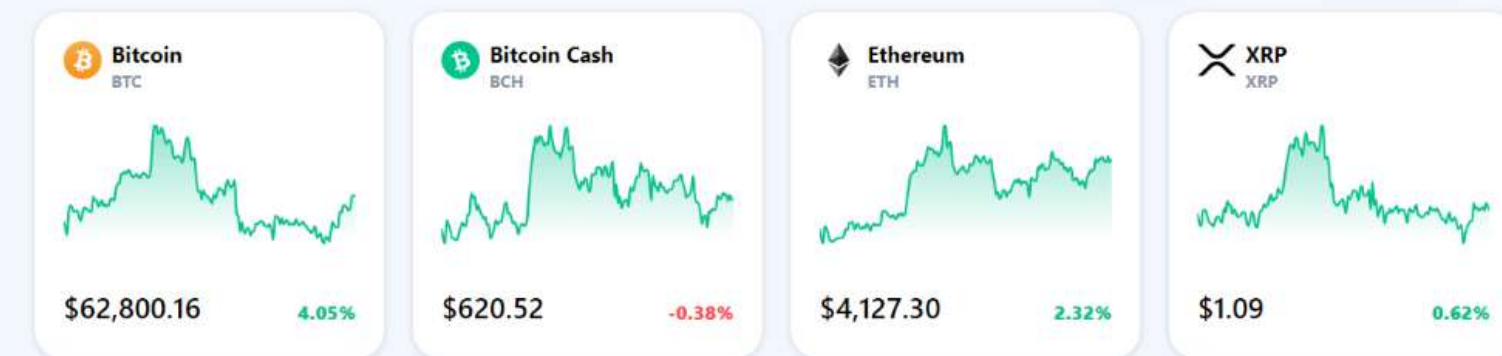 Bitcoin
BTC
$62,800.16 4.05%
Bitcoin Cash
BCH
$620.52 -0.38%
Ethereum
ETH
$4,127.30 2.32%
XRP
XRP
$1.09 0.62%